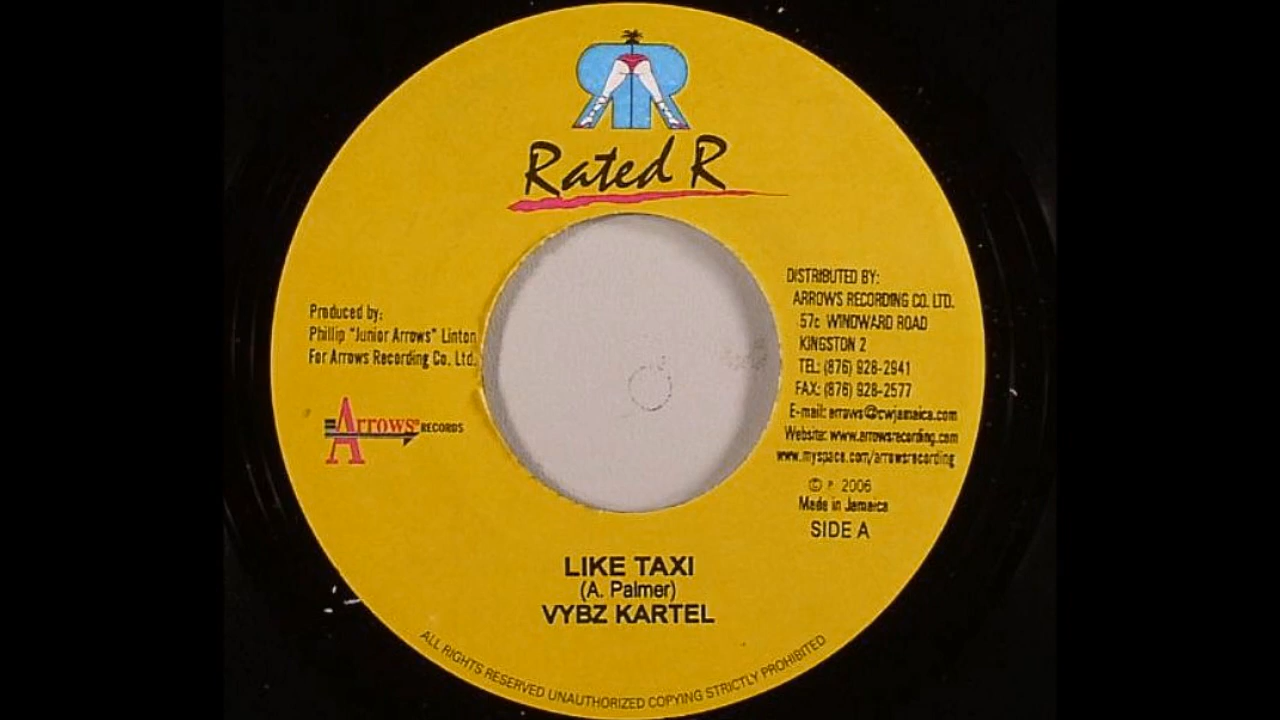 Rated R
Produced by:
Phillip "Junior Arrows" Linton
For Arrows Recording Co. Ltd.
Arrows RECORDS
DISTRIBUTED BY:
ARROWS RECORDING CO. LTD.
57c WINDWARD ROAD
KINGSTON 2
TEL: (876) 928-2941
FAX: (876) 928-2577
E-mail: arrows@cwjamaica.com
Website: www.arrowsrecording.com
www.myspace.com/arrowsrecording
© P 2006
Made in Jamaica
SIDE A
LIKE TAXI
(A. Palmer)
VYBZ KARTEL
ALL RIGHTS RESERVED UNAUTHORIZED COPYING STRICTLY PROHIBITED